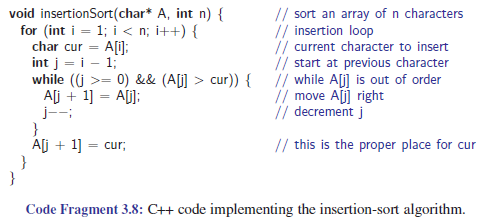 void insertionSort(char* A, int n) { // sort an array of n characters
for (int i = 1; i < n; i++) { // insertion loop
char cur = A[i]; // current character to insert
int j = i − 1; // start at previous character
while ((j >= 0) && (A[j] > cur)) { // while A[j] is out of order
A[j + 1] = A[j]; // move A[j] right
j−−; // decrement j
}
A[j + 1] = cur; // this is the proper place for cur
}
}
Code Fragment 3.8: C++ code implementing the insertion-sort algorithm.